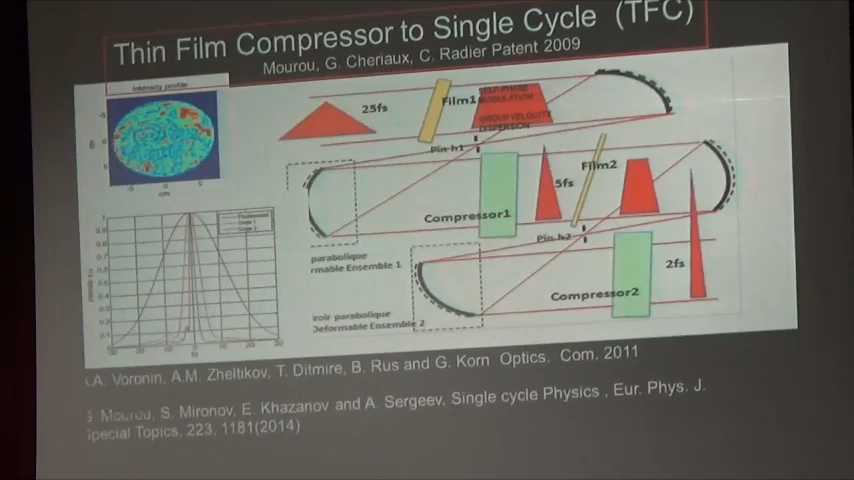 Thin Film Compressor to Single Cycle (TFC)
Mourou, G. Cheriaux, C. Radier Patent 2009
Intensity profile
25fs
Film1
SELF-PHASE
MODULATION
GROUP VELOCITY
DISPERSION
Pin-h1
Compressor1
5fs
Film2
Pin-h2
parabolique
rmable Ensemble 1
Compressor2
2fs
roir parabolique
Deformable Ensemble 2
.A. Voronin, A.M. Zheltikov, T. Ditmire, B. Rus and G. Korn Optics. Com. 2011
G. Mourou, S. Mironov, E. Khazanov and A. Sergeev, Single cycle Physics , Eur. Phys. J.
Special Topics, 223, 1181(2014)